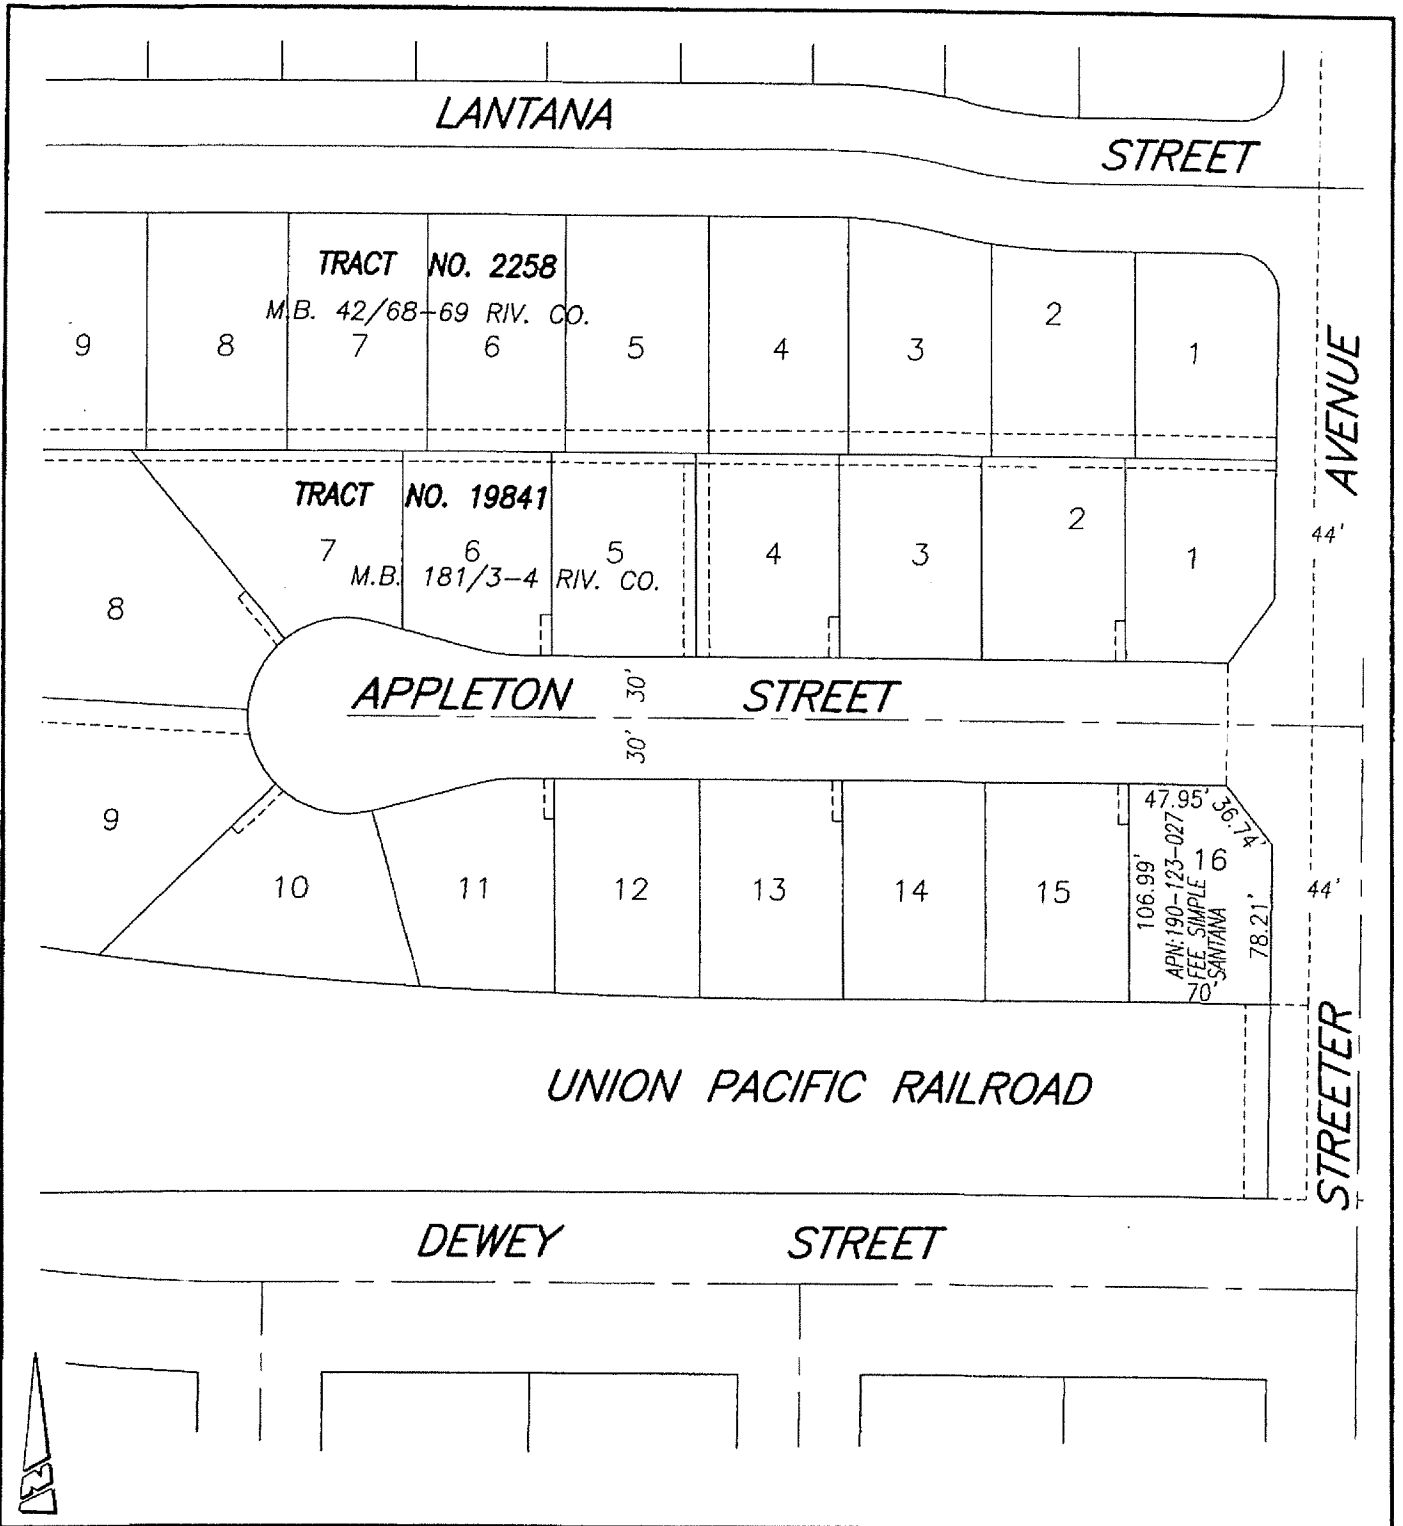 LANTANA
STREET
TRACT NO. 2258
M.B. 42/68-69 RIV. CO.
9 8 7 6 5 4 3 2 1
AVENUE
TRACT NO. 19841
7 6 5 4 3 2 1
M.B. 181/3-4 RIV. CO.
44'
8
APPLETON STREET
30'
30'
9 10 11 12 13 14 15 16
47.95'
36.74'
106.99'
APN:190-123-027
FEE SIMPLE
SANTANA
78.21'
70'
44'
UNION PACIFIC RAILROAD
STREETER
DEWEY STREET
N